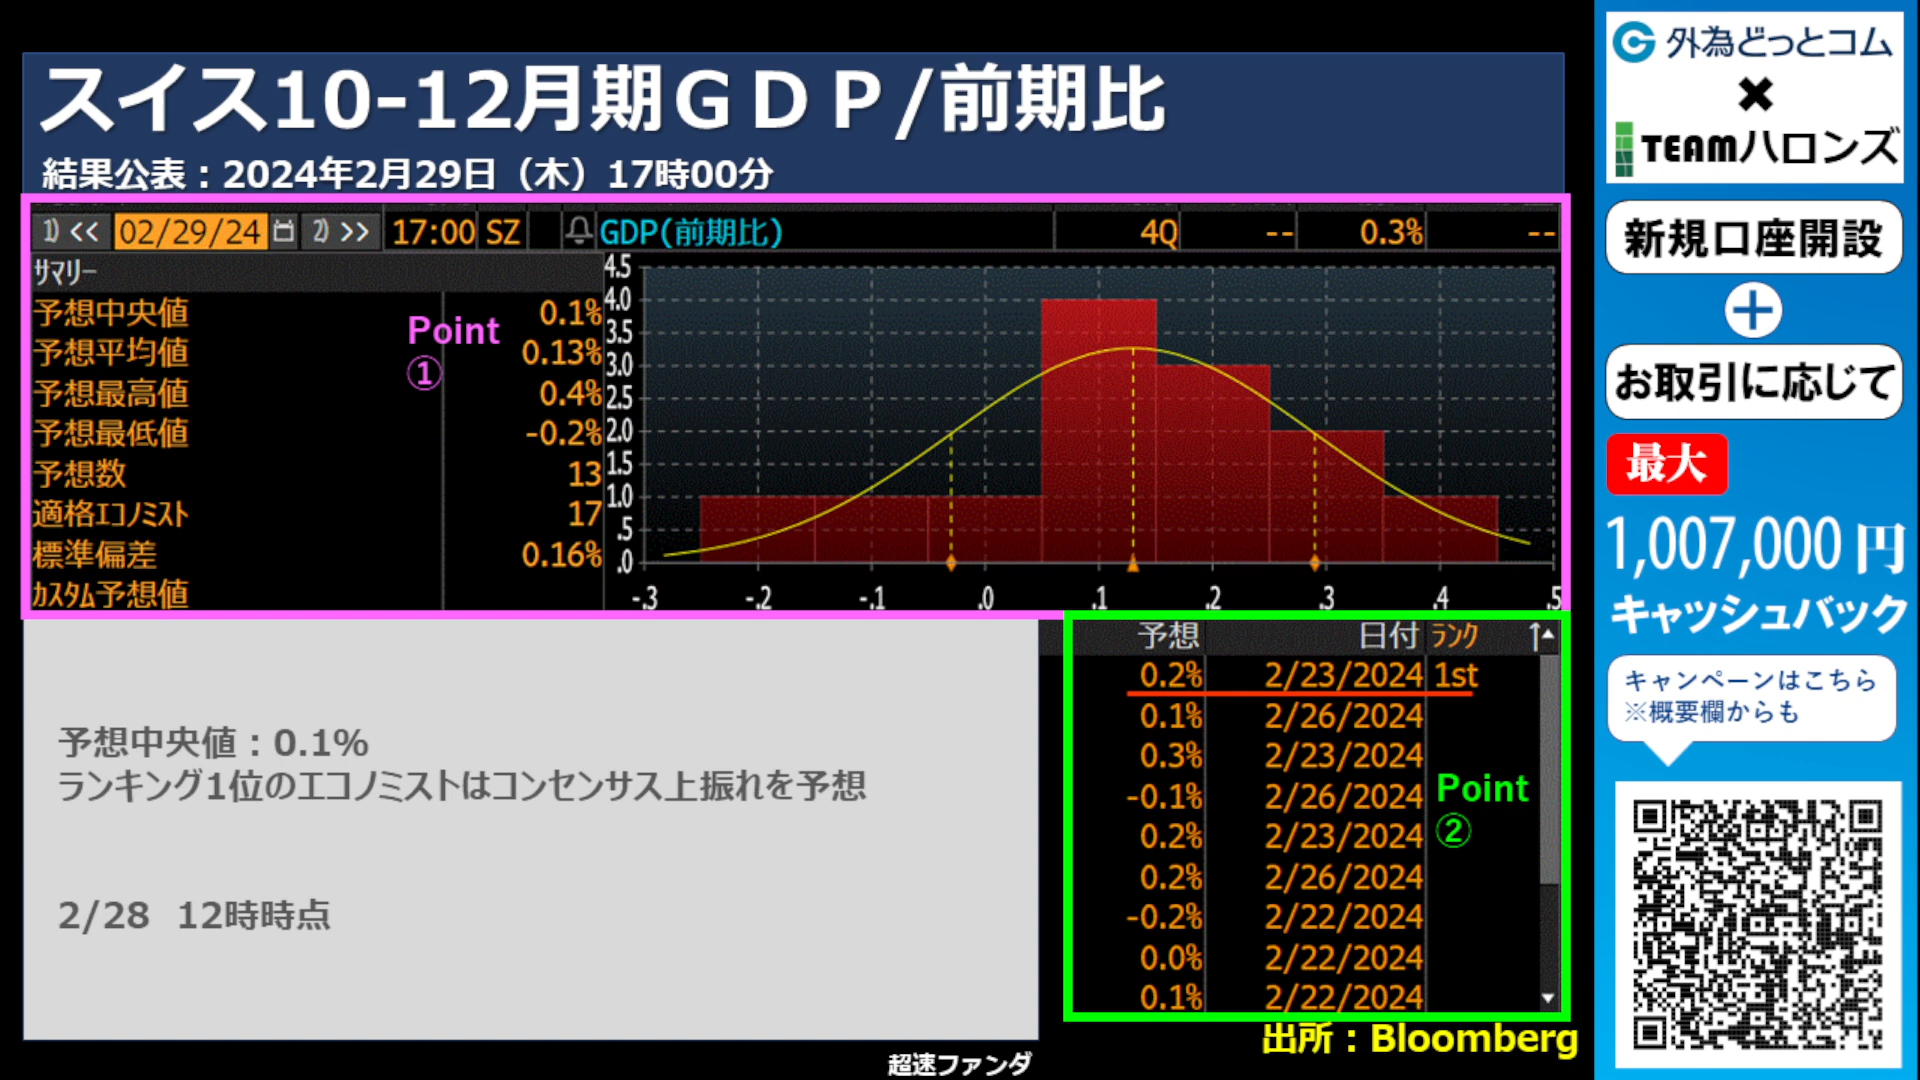 スイス10-12月期ＧＤＰ/前期比
結果公表：2024年2月29日（木）17時00分
1) << 02/29/24 2) >> 17:00 SZ GDP(前期比) 4Q -- 0.3% --
ｻﾏﾘｰ
予想中央値 0.1%
予想平均値 0.13%
予想最高値 0.4%
予想最低値 -0.2%
予想数 13
適格ｴｺﾉﾐｽﾄ 17
標準偏差 0.16%
ｶｽﾀﾑ予想値
Point
①
4.5
4.0
3.5
3.0
2.5
2.0
1.5
1.0
.5
.0
-.3 -.2 -.1 .0 .1 .2 .3 .4 .5
予想中央値：0.1%
ランキング1位のエコノミストはコンセンサス上振れを予想
2/28 12時時点
予想 日付 ﾗﾝｸ
0.2% 2/23/2024 1st
0.1% 2/26/2024
0.3% 2/23/2024
-0.1% 2/26/2024
0.2% 2/23/2024
0.2% 2/26/2024
-0.2% 2/22/2024
0.0% 2/22/2024
0.1% 2/22/2024
Point
②
出所：Bloomberg
超速ファンダ
外為どっとコム
×
TEAMハロンズ
新規口座開設
+
お取引に応じて
最大
1,007,000 円
キャッシュバック
キャンペーンはこちら
※概要欄からも